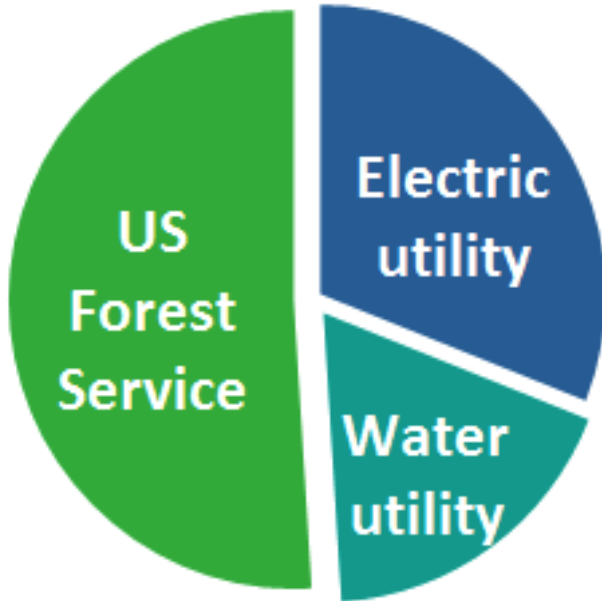 US
Forest
Service
Electric
utility
Water
utility